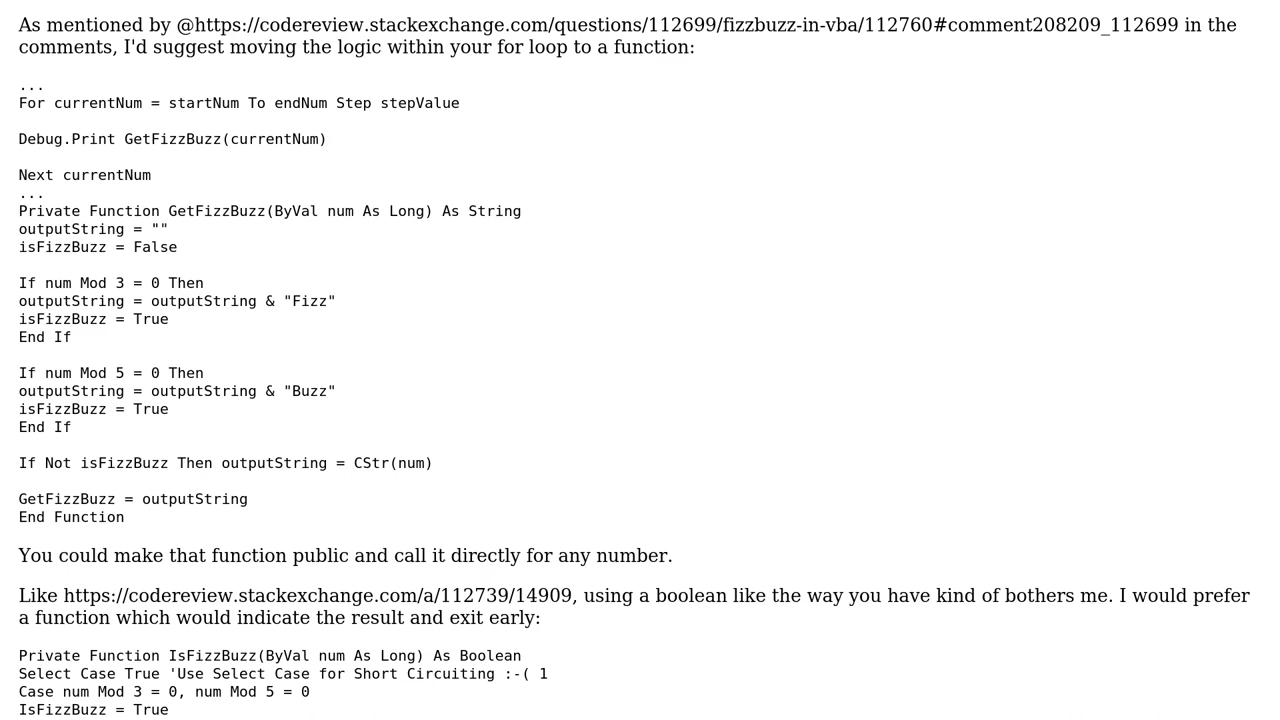 As mentioned by @https://codereview.stackexchange.com/questions/112699/fizzbuzz-in-vba/112760#comment208209_112699 in the
comments, I'd suggest moving the logic within your for loop to a function:
...
For currentNum = startNum To endNum Step stepValue
Debug.Print GetFizzBuzz(currentNum)
Next currentNum
...
Private Function GetFizzBuzz(ByVal num As Long) As String
outputString = ""
isFizzBuzz = False
If num Mod 3 = 0 Then
outputString = outputString & "Fizz"
isFizzBuzz = True
End If
If num Mod 5 = 0 Then
outputString = outputString & "Buzz"
isFizzBuzz = True
End If
If Not isFizzBuzz Then outputString = CStr(num)
GetFizzBuzz = outputString
End Function
You could make that function public and call it directly for any number.
Like https://codereview.stackexchange.com/a/112739/14909, using a boolean like the way you have kind of bothers me. I would prefer
a function which would indicate the result and exit early:
Private Function IsFizzBuzz(ByVal num As Long) As Boolean
Select Case True 'Use Select Case for Short Circuiting :-( 1
Case num Mod 3 = 0, num Mod 5 = 0
IsFizzBuzz = True